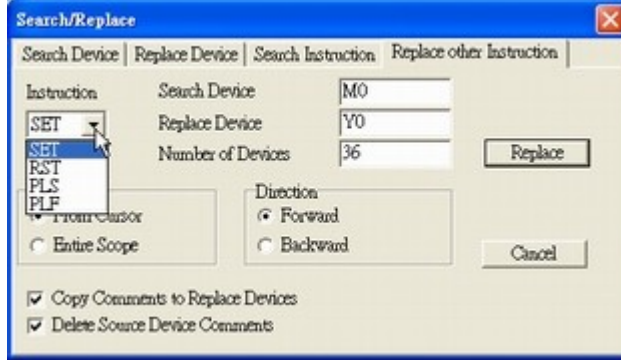 Search/Replace
Search Device Replace Device Search Instruction Replace other Instruction
Instruction Search Device M0
SET Replace Device Y0
SET Number of Devices 36 Replace
RST
PLS
PLF Direction
From Cursor Forward
Entire Scope Backward Cancel
Copy Comments to Replace Devices
Delete Source Device Comments